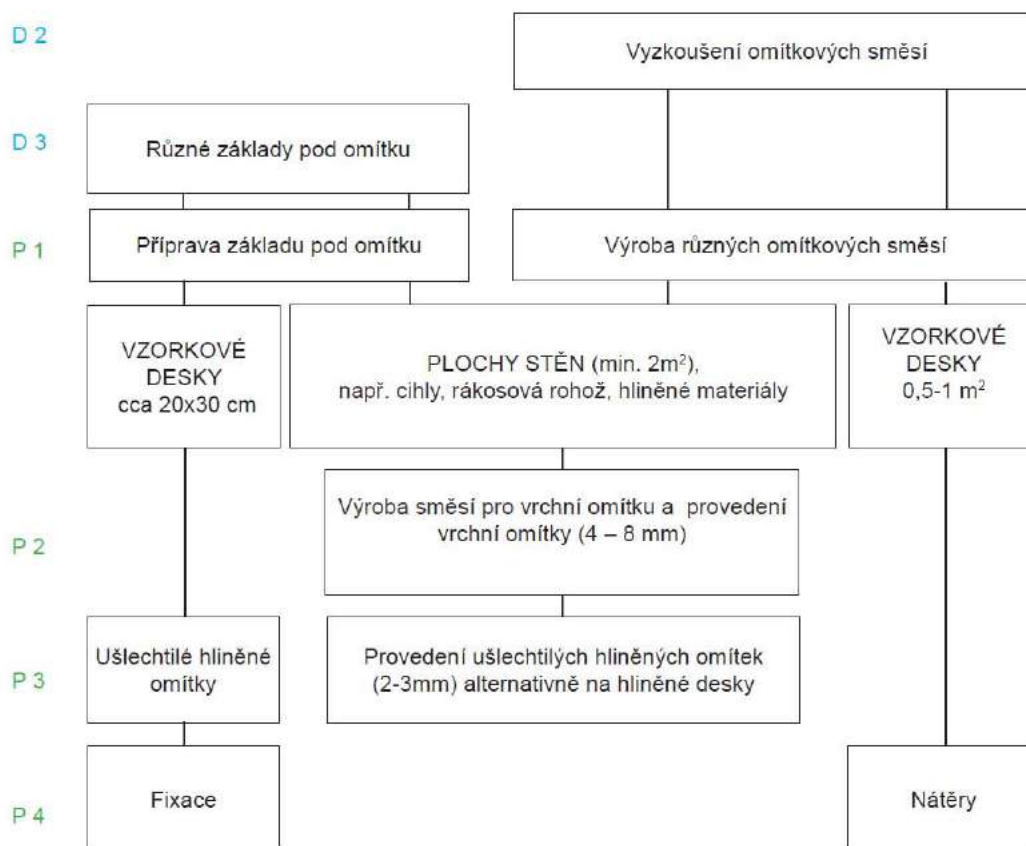 D 2
Vyzkoušení omítkových směsí
D 3
Různé základy pod omítku
P 1
Příprava základu pod omítku
Výroba různých omítkových směsí
VZORKOVÉ
DESKY
cca 20x30 cm
PLOCHY STĚN (min. 2m²),
např. cihly, rákosová rohož, hliněné materiály
VZORKOVÉ
DESKY
0,5-1 m²
P 2
Výroba směsí pro vrchní omítku a provedení
vrchní omítky (4 – 8 mm)
P 3
Ušlechtilé hliněné
omítky
Provedení ušlechtilých hliněných omítek
(2-3mm) alternativně na hliněné desky
P 4
Fixace
Nátěry